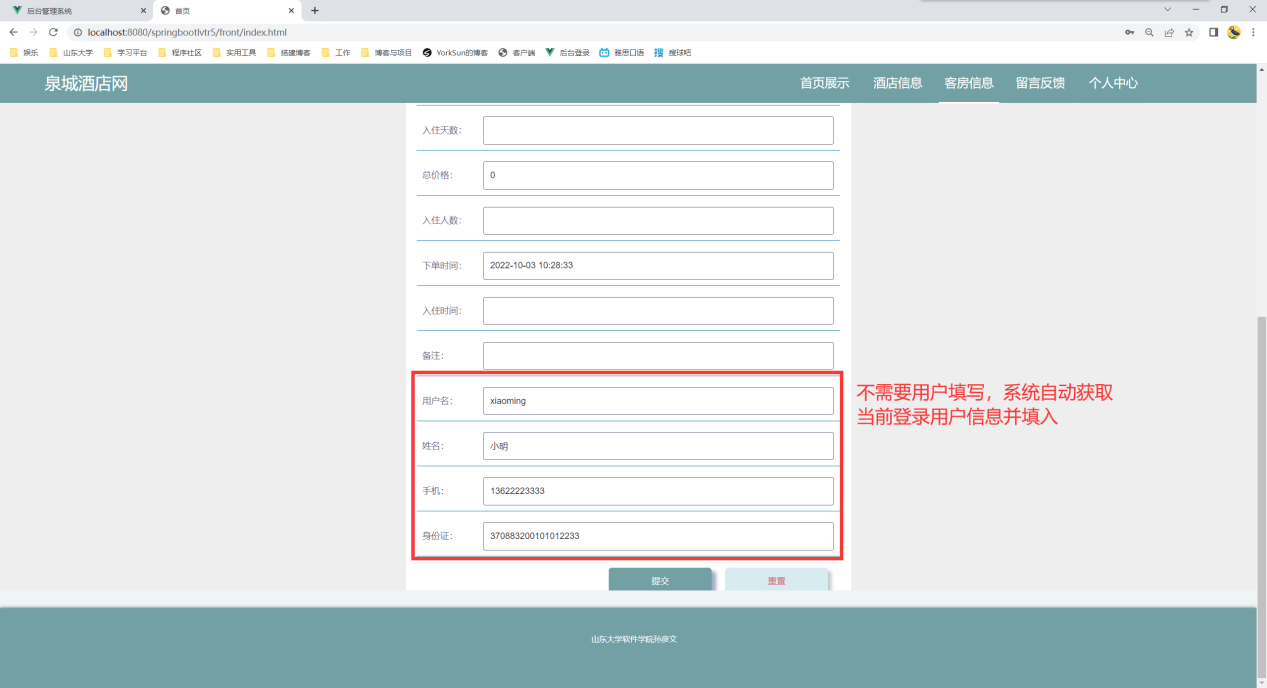 后台管理系统
首页
localhost:8080/springbootlvtr5/front/index.html
娱乐 山东大学 学习平台 程序社区 实用工具 搭建博客 工作 博客与项目 YorkSun的博客 客户端 后台登录 雅思口语 搜球吧
泉城酒店网 首页展示 酒店信息 客房信息 留言反馈 个人中心
入住天数:
总价格: 0
入住人数:
下单时间: 2022-10-03 10:28:33
入住时间:
备注:
不需要用户填写，系统自动获取
当前登录用户信息并填入
用户名: xiaoming
姓名: 小明
手机: 13622223333
身份证: 370883200101012233
提交 重置
山东大学软件学院孙彦文